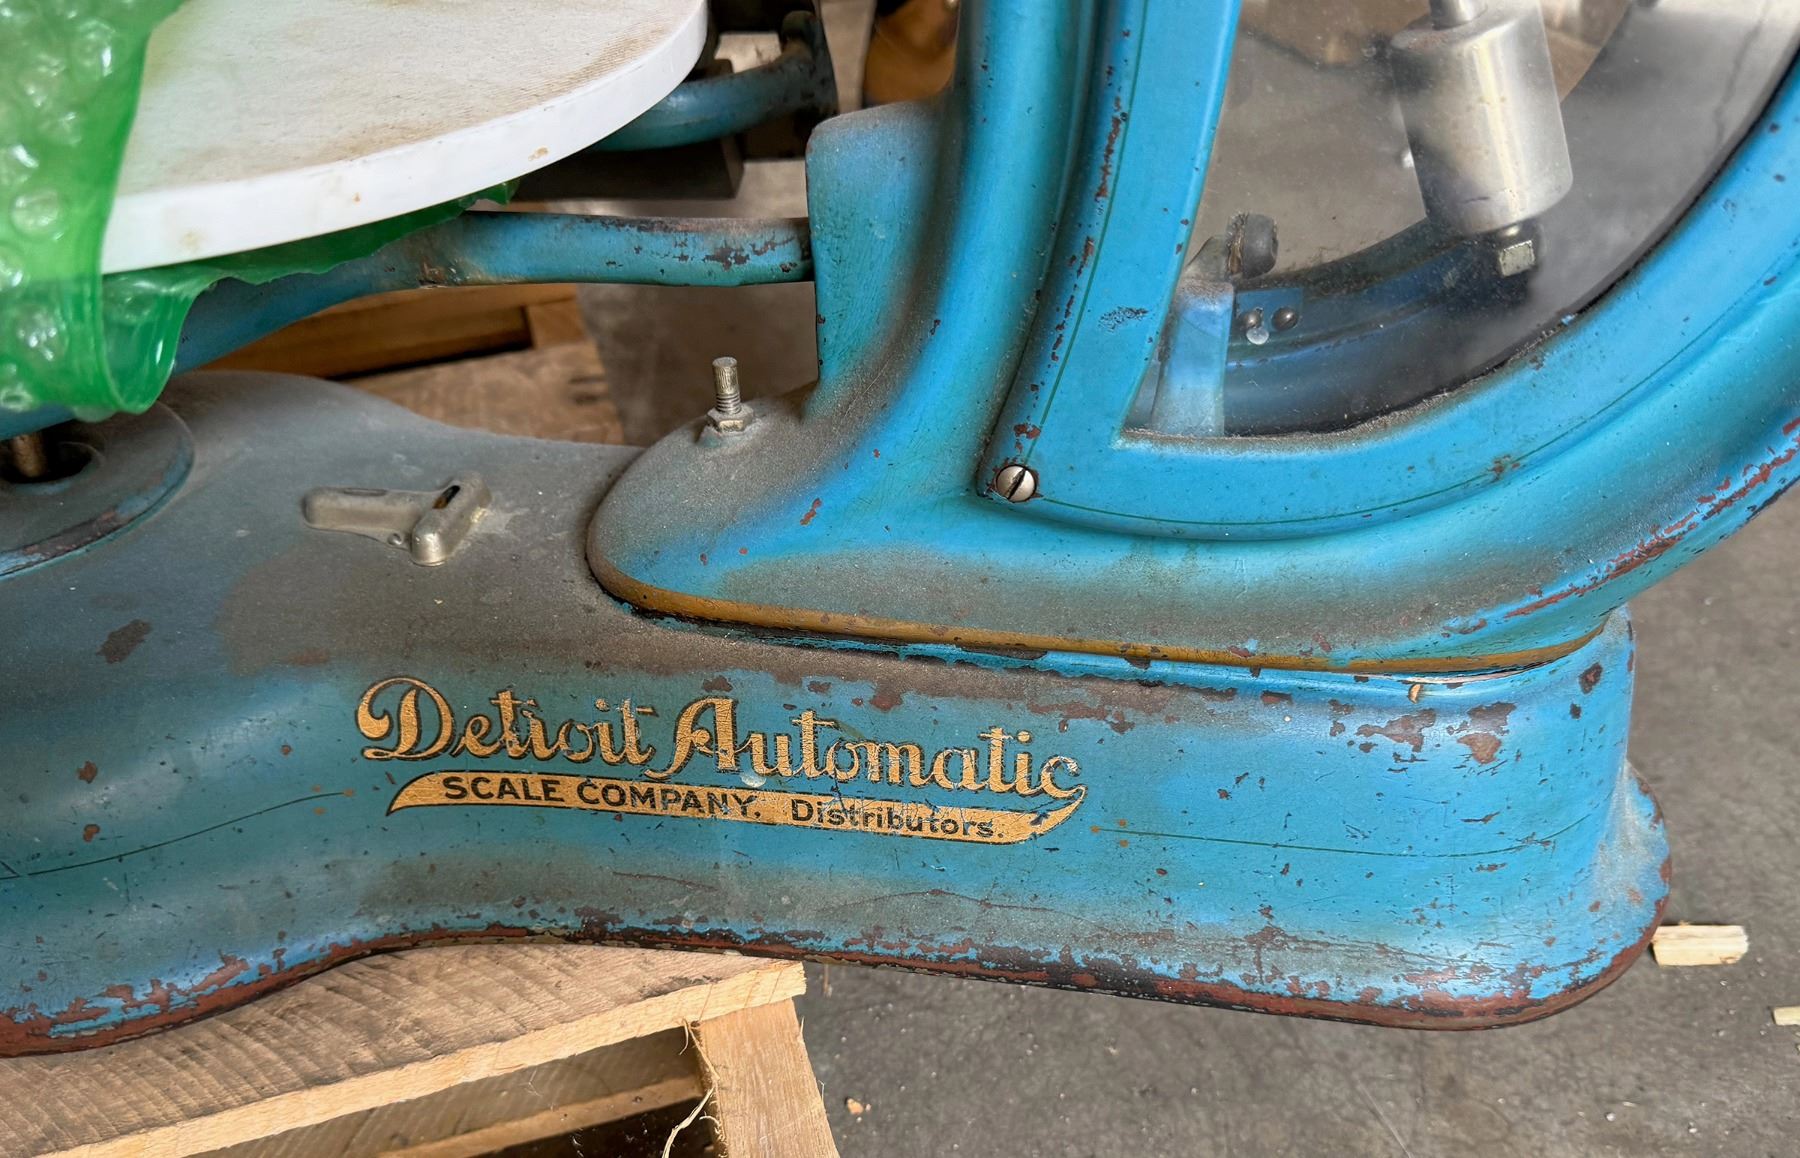 Detroit Automatic
SCALE COMPANY. Distributors.